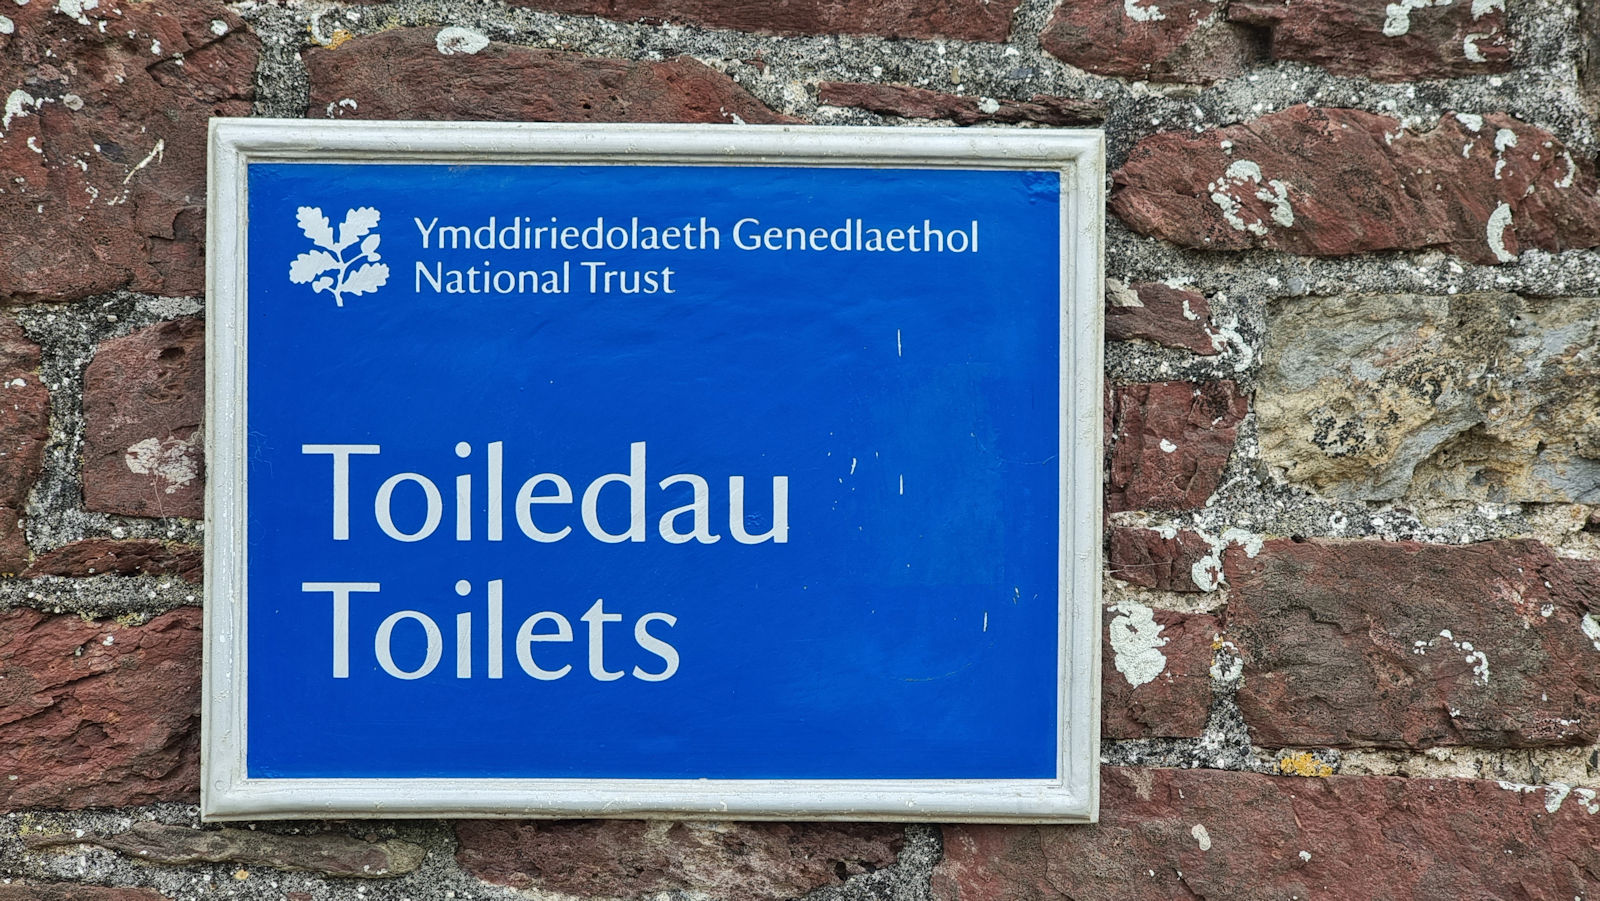 Ymddiriedolaeth Genedlaethol
National Trust
Toiledau
Toilets